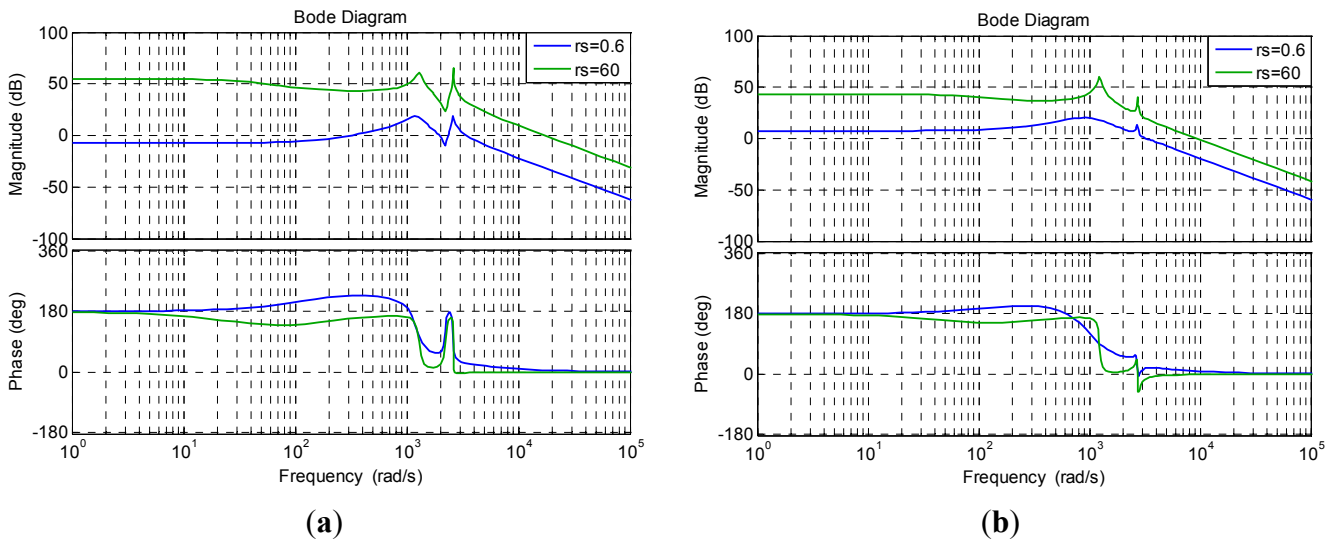 Bode Diagram
100
50
0
-50
-100
Magnitude (dB)
rs=0.6
rs=60
360
180
0
-180
Phase (deg)
10^0
10^1
10^2
10^3
10^4
10^5
Frequency (rad/s)
(a)
Bode Diagram
100
50
0
-50
-100
Magnitude (dB)
rs=0.6
rs=60
360
180
0
-180
Phase (deg)
10^0
10^1
10^2
10^3
10^4
10^5
Frequency (rad/s)
(b)